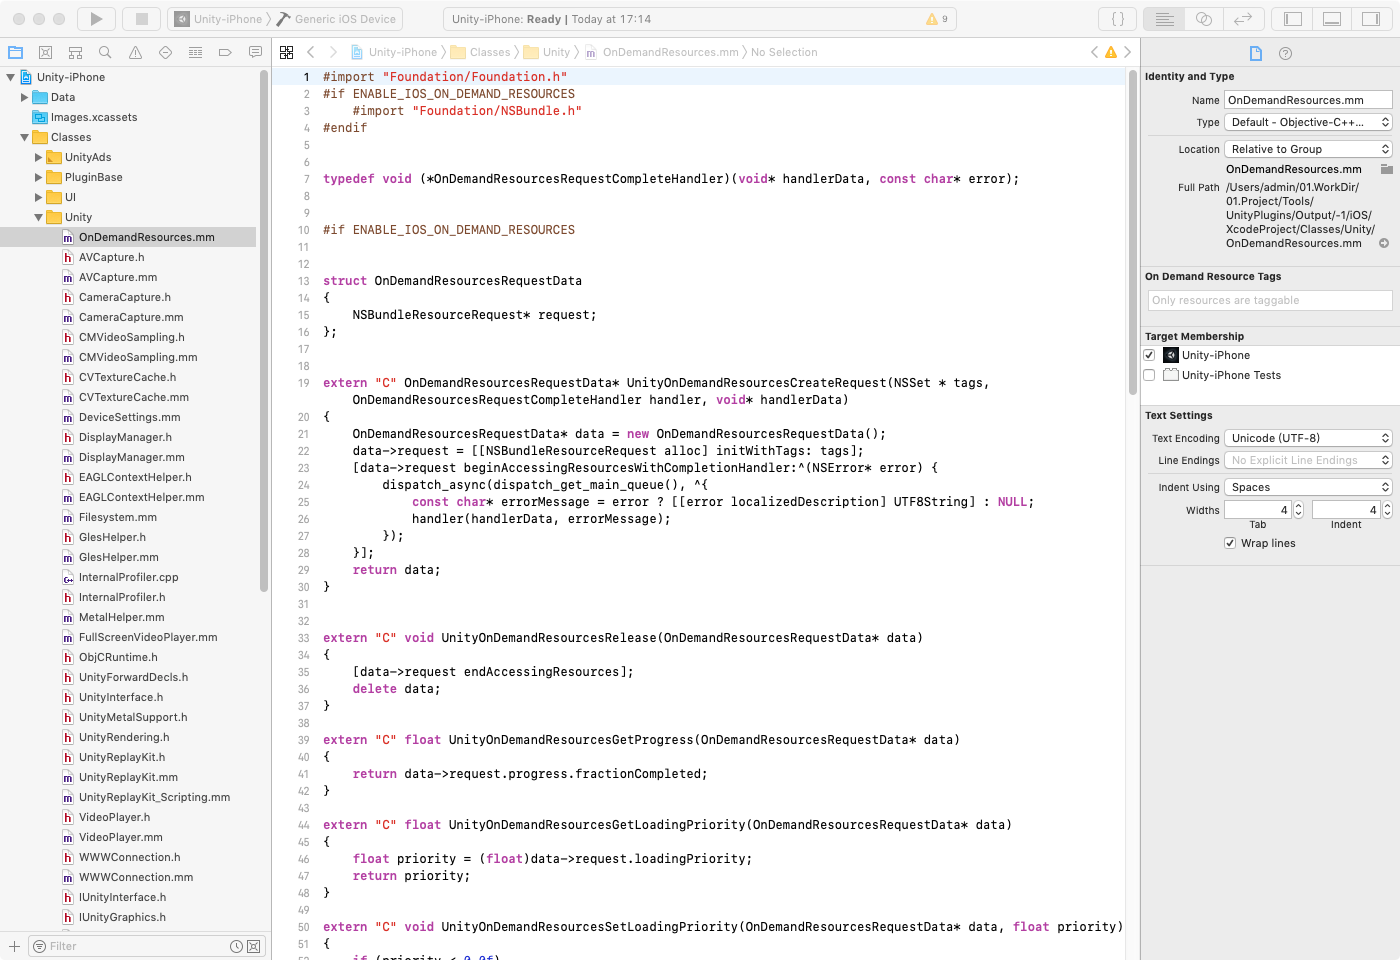 Unity-iPhone
Generic iOS Device
Unity-iPhone: Ready | Today at 17:14
9
{ }
Unity-iPhone
Classes
Unity
OnDemandResources.mm
No Selection
Unity-iPhone
Data
Images.xcassets
Classes
UnityAds
PluginBase
UI
Unity
OnDemandResources.mm
AVCapture.h
AVCapture.mm
CameraCapture.h
CameraCapture.mm
CMVideoSampling.h
CMVideoSampling.mm
CVTextureCache.h
CVTextureCache.mm
DeviceSettings.mm
DisplayManager.h
DisplayManager.mm
EAGLContextHelper.h
EAGLContextHelper.mm
Filesystem.mm
GlesHelper.h
GlesHelper.mm
InternalProfiler.cpp
InternalProfiler.h
MetalHelper.mm
FullScreenVideoPlayer.mm
ObjCRuntime.h
UnityForwardDecls.h
UnityInterface.h
UnityMetalSupport.h
UnityRendering.h
UnityReplayKit.h
UnityReplayKit.mm
UnityReplayKit_Scripting.mm
VideoPlayer.h
VideoPlayer.mm
WWWConnection.h
WWWConnection.mm
IUnityInterface.h
IUnityGraphics.h
Filter
1 #import "Foundation/Foundation.h"
2 #if ENABLE_IOS_ON_DEMAND_RESOURCES
3 #import "Foundation/NSBundle.h"
4 #endif
5
6
7 typedef void (*OnDemandResourcesRequestCompleteHandler)(void* handlerData, const char* error);
8
9
10 #if ENABLE_IOS_ON_DEMAND_RESOURCES
11
12
13 struct OnDemandResourcesRequestData
14 {
15 NSBundleResourceRequest* request;
16 };
17
18
19 extern "C" OnDemandResourcesRequestData* UnityOnDemandResourcesCreateRequest(NSSet * tags,
OnDemandResourcesRequestCompleteHandler handler, void* handlerData)
20 {
21 OnDemandResourcesRequestData* data = new OnDemandResourcesRequestData();
22 data->request = [[NSBundleResourceRequest alloc] initWithTags: tags];
23 [data->request beginAccessingResourcesWithCompletionHandler:^(NSError* error) {
24 dispatch_async(dispatch_get_main_queue(), ^{
25 const char* errorMessage = error ? [[error localizedDescription] UTF8String] : NULL;
26 handler(handlerData, errorMessage);
27 });
28 }];
29 return data;
30 }
31
32
33 extern "C" void UnityOnDemandResourcesRelease(OnDemandResourcesRequestData* data)
34 {
35 [data->request endAccessingResources];
36 delete data;
37 }
38
39 extern "C" float UnityOnDemandResourcesGetProgress(OnDemandResourcesRequestData* data)
40 {
41 return data->request.progress.fractionCompleted;
42 }
43
44 extern "C" float UnityOnDemandResourcesGetLoadingPriority(OnDemandResourcesRequestData* data)
45 {
46 float priority = (float)data->request.loadingPriority;
47 return priority;
48 }
49
50 extern "C" void UnityOnDemandResourcesSetLoadingPriority(OnDemandResourcesRequestData* data, float priority)
51 {
52 if (priority < 0.0f)
Identity and Type
Name OnDemandResources.mm
Type Default - Objective-C++...
Location Relative to Group
OnDemandResources.mm
Full Path /Users/admin/01.WorkDir/
01.Project/Tools/
UnityPlugins/Output/-1/iOS/
XcodeProject/Classes/Unity/
OnDemandResources.mm
On Demand Resource Tags
Only resources are taggable
Target Membership
Unity-iPhone
Unity-iPhone Tests
Text Settings
Text Encoding Unicode (UTF-8)
Line Endings No Explicit Line Endings
Indent Using Spaces
Widths 4 4
Tab Indent
Wrap lines